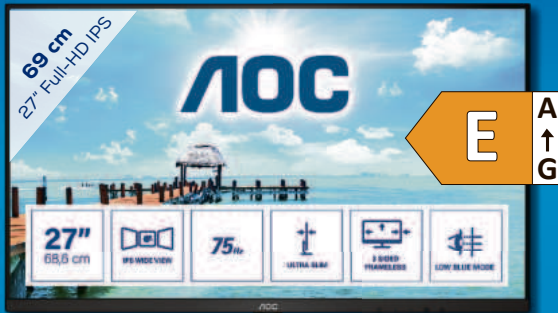 69 cm
27" Full-HD IPS
AOC
E
A
↑
G
27"
68,6 cm
IPS WIDE VIEW
75Hz
ULTRA SLIM
3 SIDED
FRAMELESS
LOW BLUE MODE
AOC